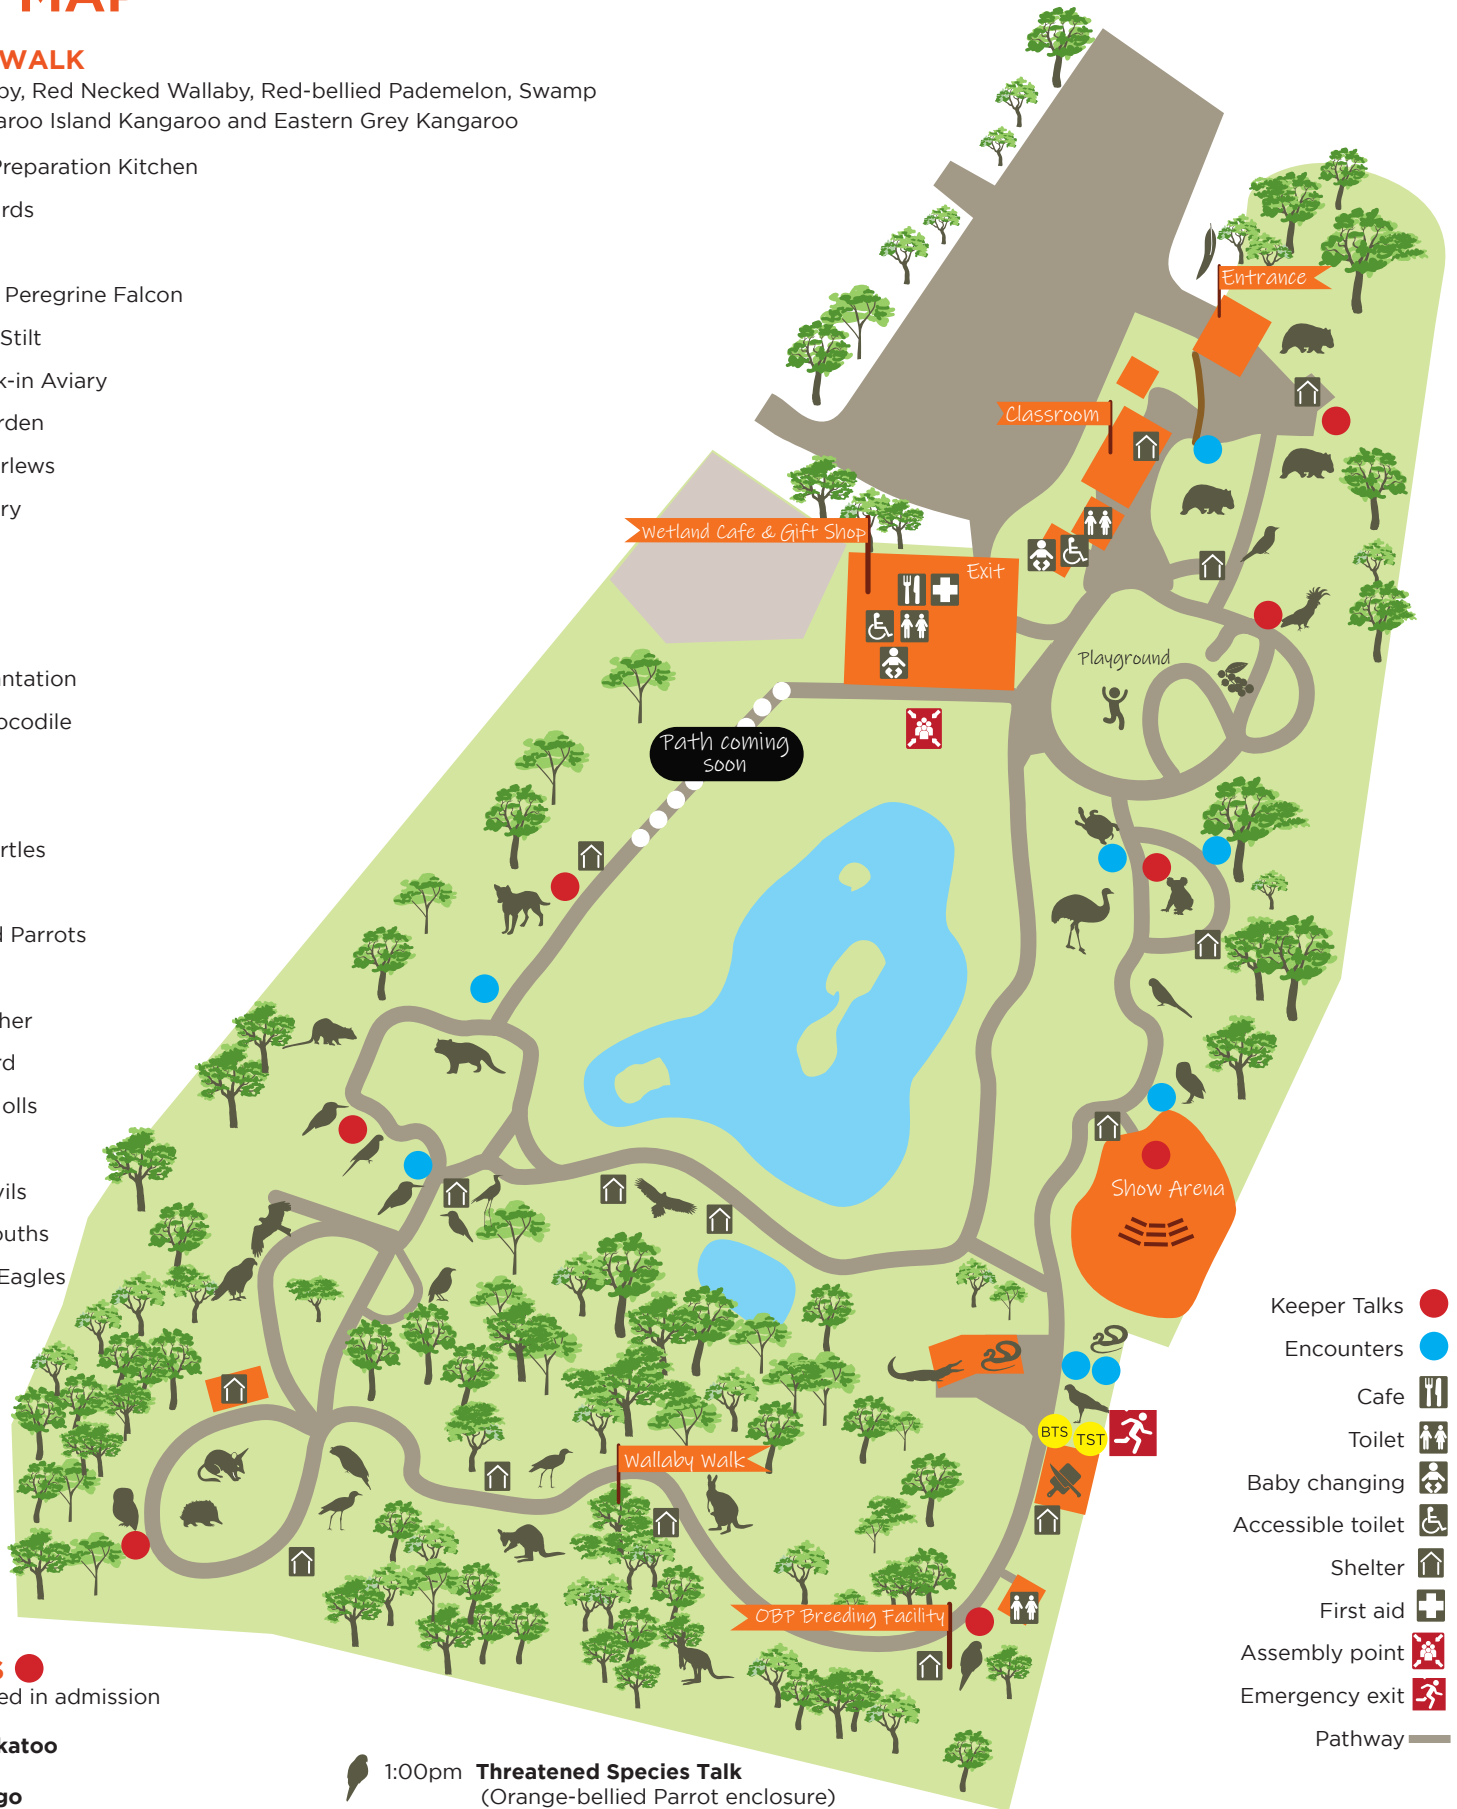 MAP
WALK
by, Red Necked Wallaby, Red-bellied Pademelon, Swamp
aroo Island Kangaroo and Eastern Grey Kangaroo
Preparation Kitchen
rds
Peregrine Falcon
Stilt
k-in Aviary
rden
rlews
ry
ntation
ocodile
rtles
d Parrots
her
rd
olls
vils
ouths
Eagles
Entrance
Classroom
Wetland Cafe & Gift Shop
Exit
Playground
Path coming
soon
Show Arena
BTS
TST
Wallaby Walk
OBP Breeding Facility
Keeper Talks
Encounters
Cafe
Toilet
Baby changing
Accessible toilet
Shelter
First aid
Assembly point
Emergency exit
Pathway
S
ed in admission
katoo
go
1:00pm Threatened Species Talk
(Orange-bellied Parrot enclosure)